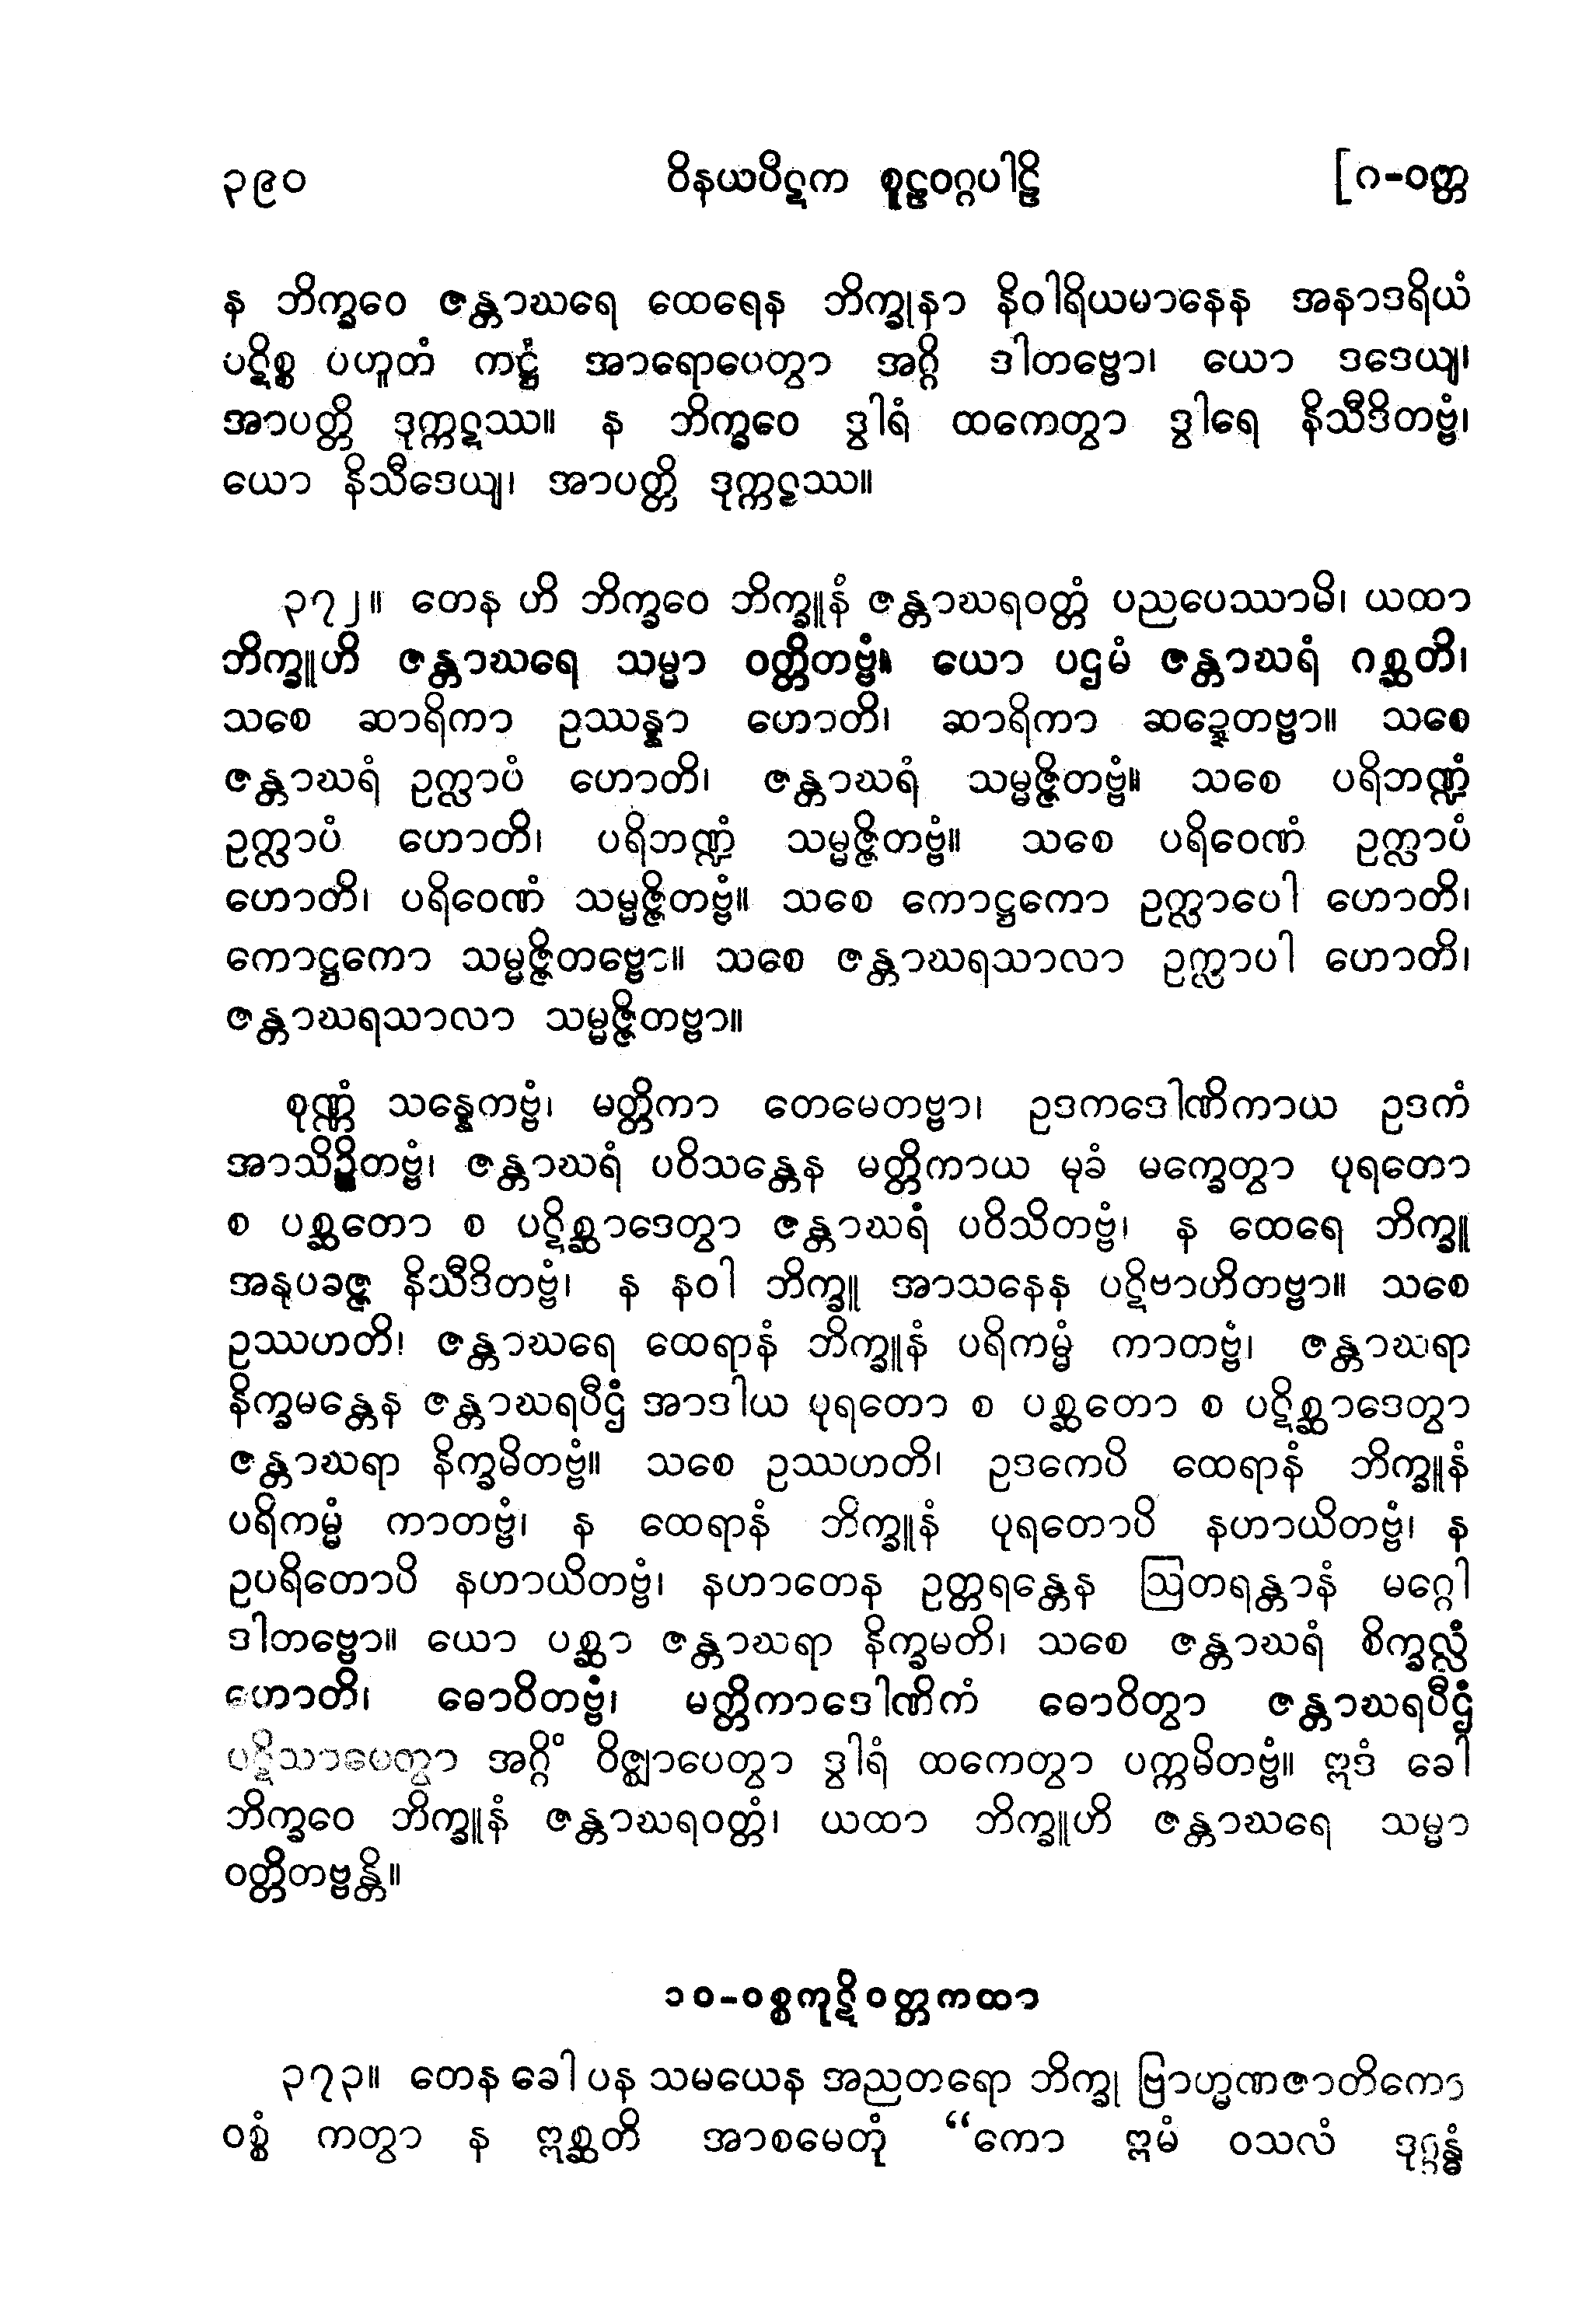 ၃၉၀ ဝိနယပိဋက စူဠဝဂ္ဂပါဠိ [ဂ-ဝတ္တ
န ဘိက္ခဝေ ဇန္တာဃရေ ထေရေန ဘိက္ခုနာ နိဝါရိယမာနေန အနာဒရိယံ
ပဋိစ္စ ပဟူတံ ကဋ္ဌံ အာရောပေတွာ အဂ္ဂိ ဒါတဗ္ဗော၊ ယော ဒဒေယျ၊
အာပတ္တိ ဒုက္ကဋဿ။ န ဘိက္ခဝေ ဒွါရံ ထကေတွာ ဒွါရေ နိသီဒိတဗ္ဗံ၊
ယော နိသီဒေယျ၊ အာပတ္တိ ဒုက္ကဋဿ။
၃၇၂။ တေန ဟိ ဘိက္ခဝေ ဘိက္ခူနံ ဇန္တာဃရဝတ္တံ ပညပေဿာမိ၊ ယထာ
ဘိက္ခူဟိ ဇန္တာဃရေ သမ္မာ ဝတ္တိတဗ္ဗံ။ ယော ပဌမံ ဇန္တာဃရံ ဂစ္ဆတိ၊
သစေ ဆာရိကာ ဥဿန္နာ ဟောတိ၊ ဆာရိကာ ဆဍ္ဍေတဗ္ဗာ။ သစေ
ဇန္တာဃရံ ဥက္လာပံ ဟောတိ၊ ဇန္တာဃရံ သမ္မဇ္ဇိတဗ္ဗံ။ သစေ ပရိဘဏ္ဍံ
ဥက္လာပံ ဟောတိ၊ ပရိဘဏ္ဍံ သမ္မဇ္ဇိတဗ္ဗံ။ သစေ ပရိဝေဏံ ဥက္လာပံ
ဟောတိ၊ ပရိဝေဏံ သမ္မဇ္ဇိတဗ္ဗံ။ သစေ ကောဋ္ဌကော ဥက္လာပေါ ဟောတိ၊
ကောဋ္ဌကော သမ္မဇ္ဇိတဗ္ဗော။ သစေ ဇန္တာဃရသာလာ ဥက္လာပါ ဟောတိ၊
ဇန္တာဃရသာလာ သမ္မဇ္ဇိတဗ္ဗာ။
စုဏ္ဏံ သန္နေကဗ္ဗံ၊ မတ္တိကာ တေမေတဗ္ဗာ၊ ဥဒကဒေါဏိကာယ ဥဒကံ
အာသိဉ္စိတဗ္ဗံ၊ ဇန္တာဃရံ ပဝိသန္တေန မတ္တိကာယ မုခံ မက္ခေတွာ ပုရတော
စ ပစ္ဆတော စ ပဋိစ္ဆာဒေတွာ ဇန္တာဃရံ ပဝိသိတဗ္ဗံ၊ န ထေရေ ဘိက္ခူ
အနုပခဇ္ဇ နိသီဒိတဗ္ဗံ၊ န နဝါ ဘိက္ခူ အာသနေန ပဋိဗာဟိတဗ္ဗာ။ သစေ
ဥဿဟတိ၊ ဇန္တာဃရေ ထေရာနံ ဘိက္ခူနံ ပရိကမ္မံ ကာတဗ္ဗံ၊ ဇန္တာဃရာ
နိက္ခမန္တေန ဇန္တာဃရပီဌံ အာဒါယ ပုရတော စ ပစ္ဆတော စ ပဋိစ္ဆာဒေတွာ
ဇန္တာဃရာ နိက္ခမိတဗ္ဗံ။ သစေ ဥဿဟတိ၊ ဥဒကေပိ ထေရာနံ ဘိက္ခူနံ
ပရိကမ္မံ ကာတဗ္ဗံ၊ န ထေရာနံ ဘိက္ခူနံ ပုရတောပိ နဟာယိတဗ္ဗံ၊ န
ဥပရိတောပိ နဟာယိတဗ္ဗံ၊ နဟာတေန ဥတ္တရန္တေန ဩတရန္တာနံ မဂ္ဂေါ
ဒါတဗ္ဗော။ ယော ပစ္ဆာ ဇန္တာဃရာ နိက္ခမတိ၊ သစေ ဇန္တာဃရံ စိက္ခလ္လံ
ဟောတိ၊ ဓောဝိတဗ္ဗံ၊ မတ္တိကာဒေါဏိကံ ဓောဝိတွာ ဇန္တာဃရပီဌံ
ပဋိသာမေတွာ အဂ္ဂိံ ဝိဇ္ဈာပေတွာ ဒွါရံ ထကေတွာ ပက္ကမိတဗ္ဗံ။ ဣဒံ ခေါ
ဘိက္ခဝေ ဘိက္ခူနံ ဇန္တာဃရဝတ္တံ၊ ယထာ ဘိက္ခူဟိ ဇန္တာဃရေ သမ္မာ
ဝတ္တိတဗ္ဗန္တိ။
၁၀-ဝစ္စကုဋိဝတ္တကထာ
၃၇၃။ တေန ခေါ ပန သမယေန အညတရော ဘိက္ခု ဗြာဟ္မဏဇာတိကော
ဝစ္စံ ကတွာ န ဣစ္ဆတိ အာစမေတုံ “ကော ဣမံ ဝသလံ ဒုဂ္ဂန္ဓံ